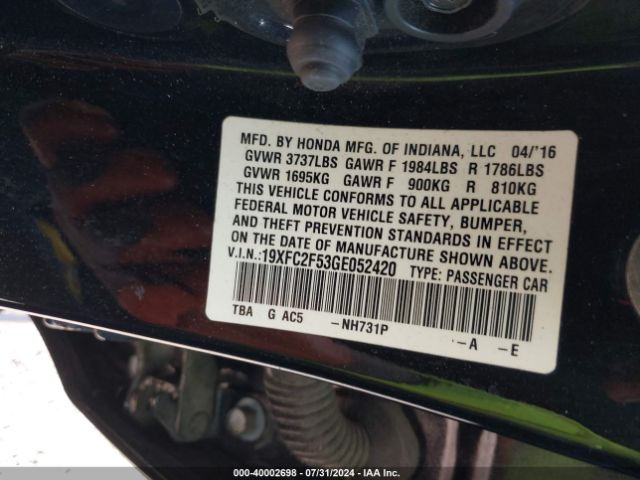 MFD. BY HONDA MFG. OF INDIANA, LLC 04/'16
GVWR 3737LBS GAWR F 1984LBS R 1786LBS
GVWR 1695KG GAWR F 900KG R 810KG
THIS VEHICLE CONFORMS TO ALL APPLICABLE
FEDERAL MOTOR VEHICLE SAFETY, BUMPER,
AND THEFT PREVENTION STANDARDS IN EFFECT
ON THE DATE OF MANUFACTURE SHOWN ABOVE.
V.I.N.:19XFC2F53GE052420 TYPE: PASSENGER CAR
TBA G AC5 -NH731P -A -E
000-40002698 - 07/31/2024 - IAA Inc.